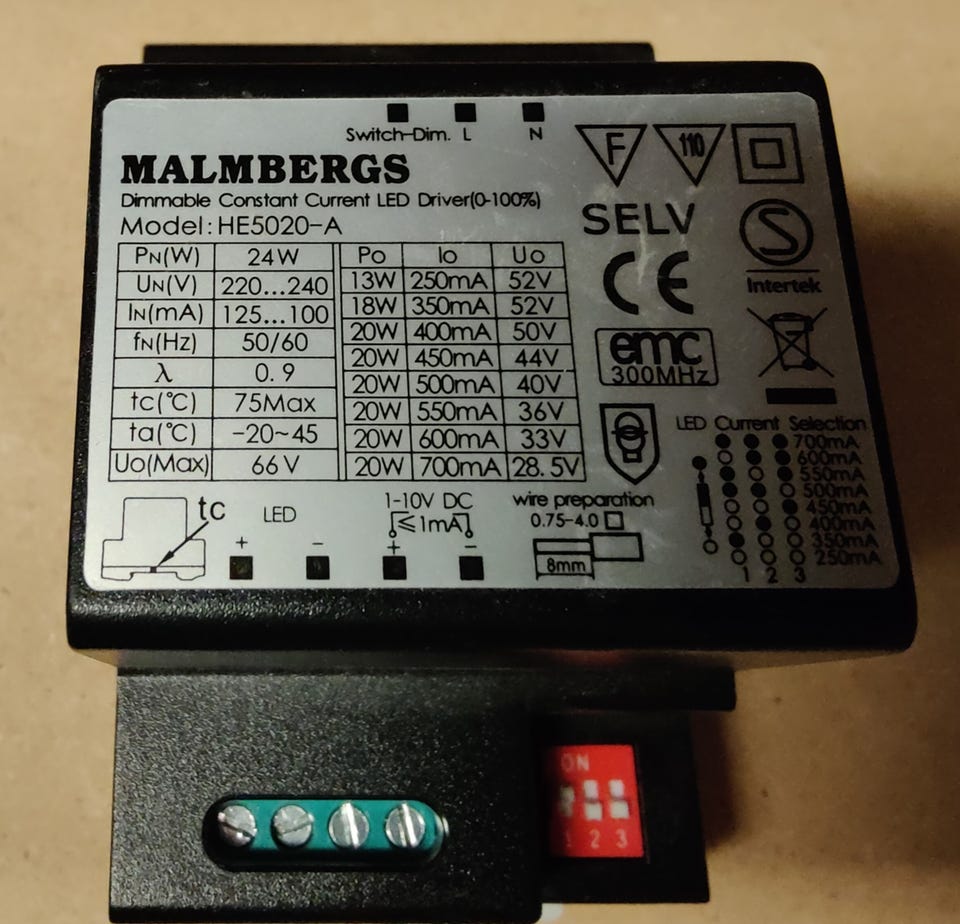 Switch-Dim. L N
MALMBERGS
Dimmable Constant Current LED Driver(0-100%)
Model: HE5020-A
PN(W) 24W
UN(V) 220...240
IN(mA) 125...100
fN(Hz) 50/60
λ 0.9
tc(°C) 75Max
ta(°C) -20~45
Uo(Max) 66V
Po Io Uo
13W 250mA 52V
18W 350mA 52V
20W 400mA 50V
20W 450mA 44V
20W 500mA 40V
20W 550mA 36V
20W 600mA 33V
20W 700mA 28.5V
F 110
SELV
S
Intertek
CE
emc
300MHz
LED Current Selection
700mA
600mA
550mA
500mA
450mA
400mA
350mA
250mA
1 2 3
tc
LED
+ -
1-10V DC
≤1mA
+ -
wire preparation
0.75-4.0
8mm
ON
1 2 3